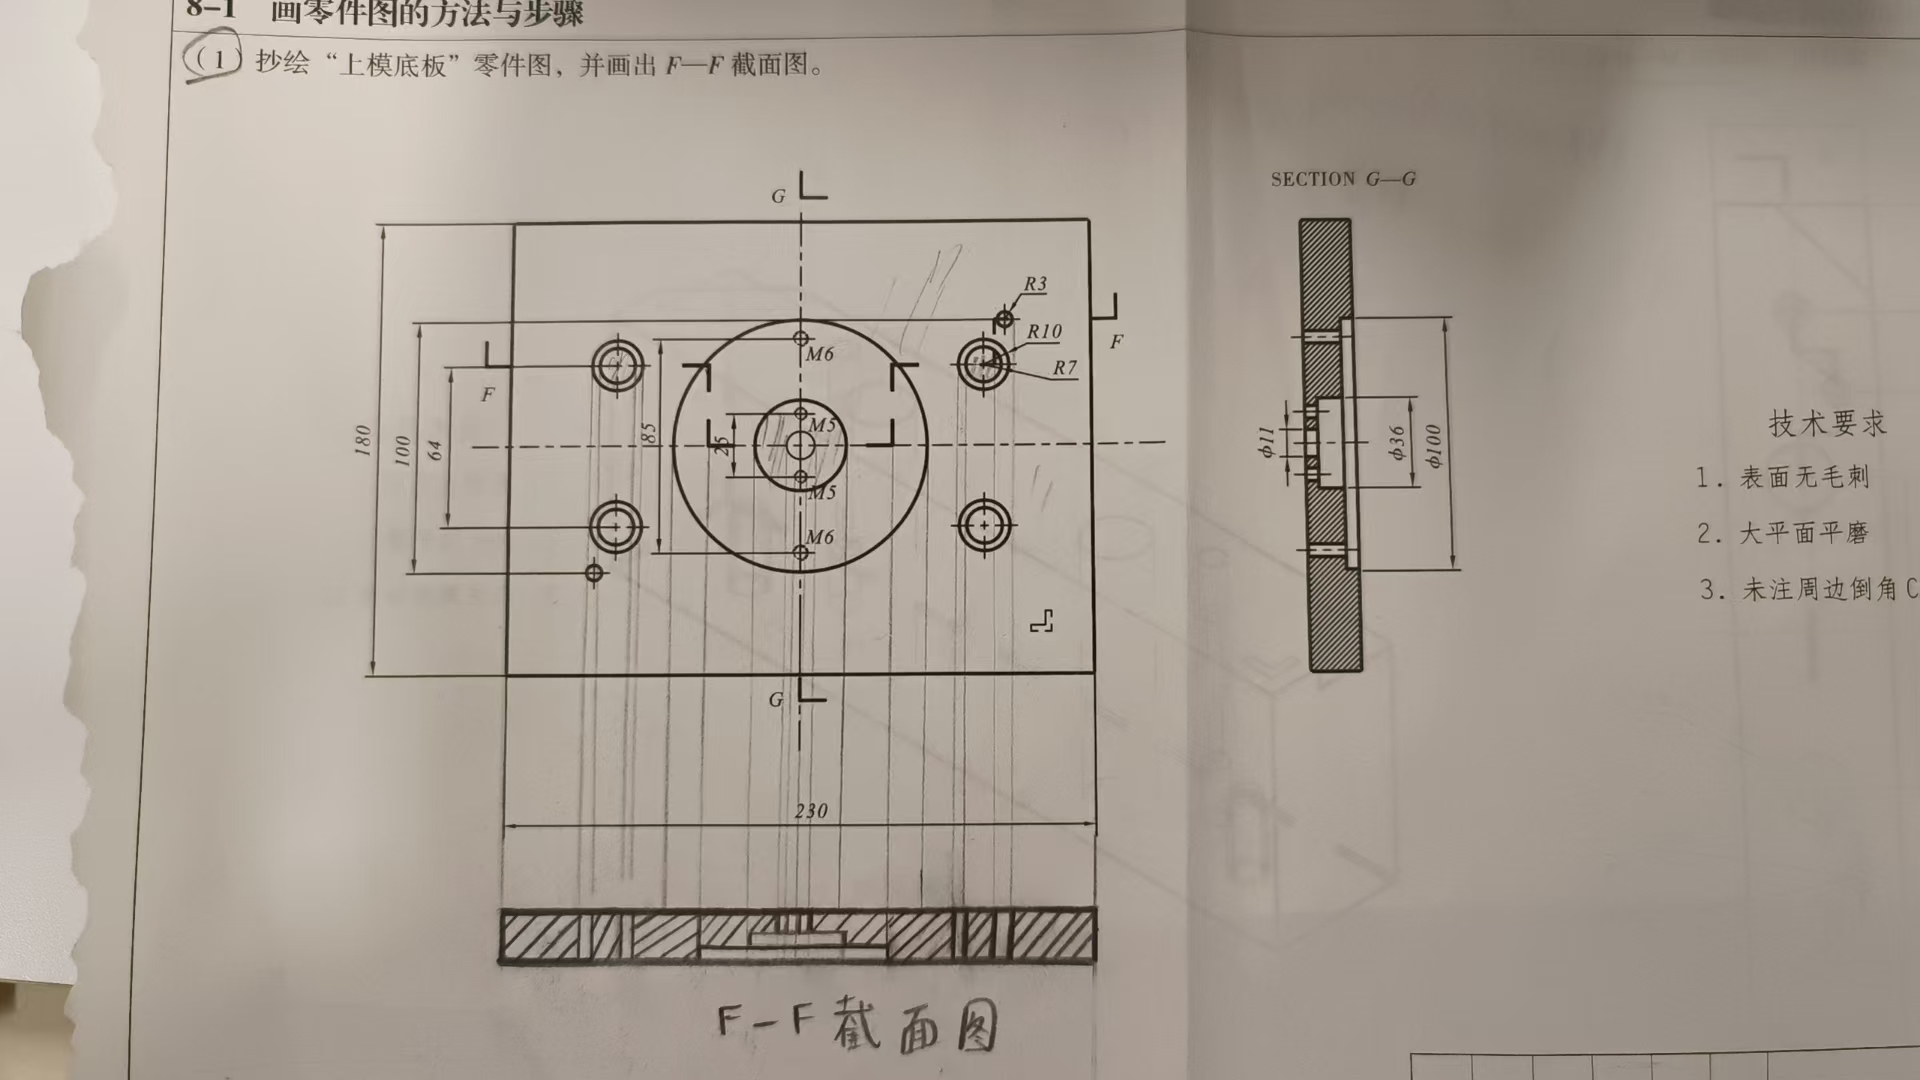 8-1 画零件图的方法与步骤
(1) 抄绘“上模底板”零件图，并画出 F—F 截面图。
G
SECTION G—G
R3
R10
F
M6
R7
F
180
100
64
85
M5
25
φ11
φ36
φ100
M5
M6
技术要求
1. 表面无毛刺
2. 大平面平磨
3. 未注周边倒角C
G
230
F-F截面图